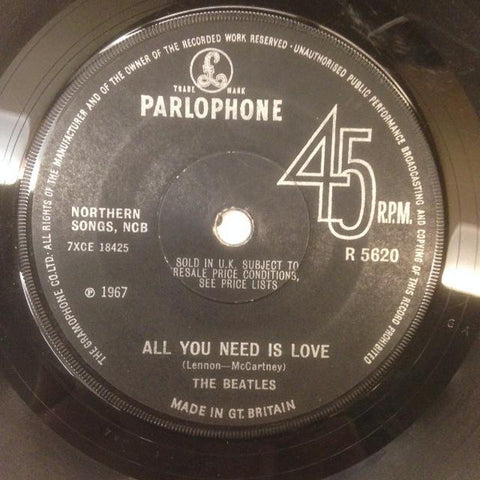 THE GRAMOPHONE CO.LTD. ALL RIGHTS OF THE MANUFACTURER AND OF THE OWNER OF THE RECORDED WORK RESERVED · UNAUTHORISED PUBLIC PERFORMANCE BROADCASTING AND COPYING OF THIS RECORD PROHIBITED
£
TRADE MARK
PARLOPHONE
45
R.P.M.
NORTHERN
SONGS, NCB
7XCE 18425
R 5620
SOLD IN U.K. SUBJECT TO
RESALE PRICE CONDITIONS,
SEE PRICE LISTS
℗ 1967
ALL YOU NEED IS LOVE
(Lennon—McCartney)
THE BEATLES
MADE IN GT. BRITAIN
G A